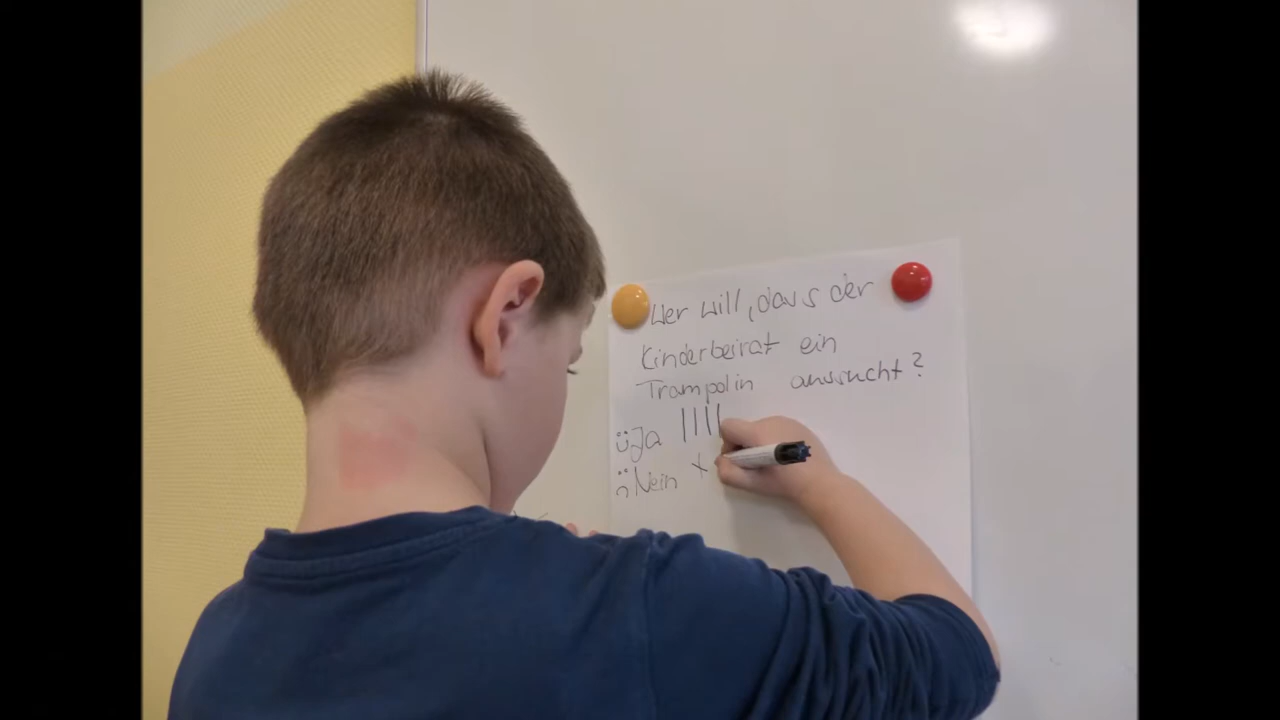 Wer will, dass der
Kinderbeirat ein
Trampolin aussucht?
Ja ||||
Nein +